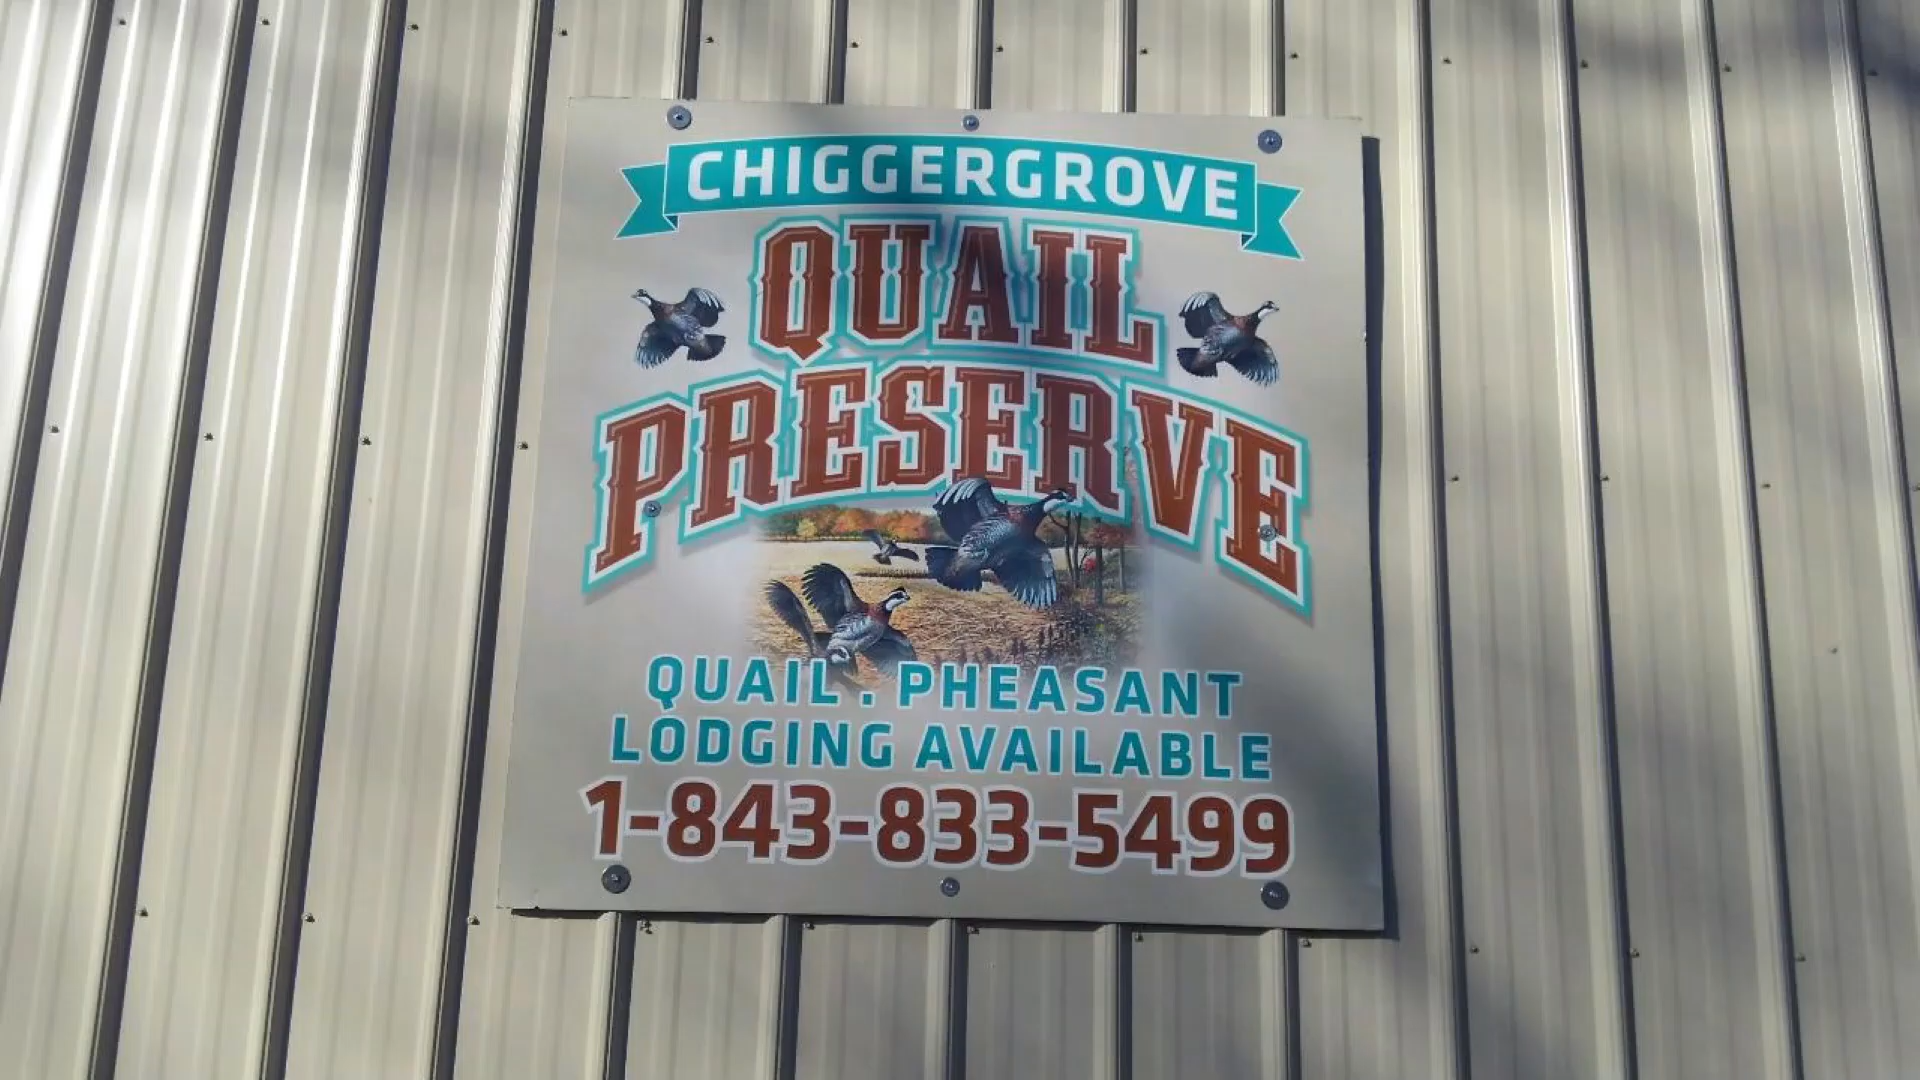 CHIGGERGROVE
QUAIL
PRESERVE
QUAIL . PHEASANT
LODGING AVAILABLE
1-843-833-5499